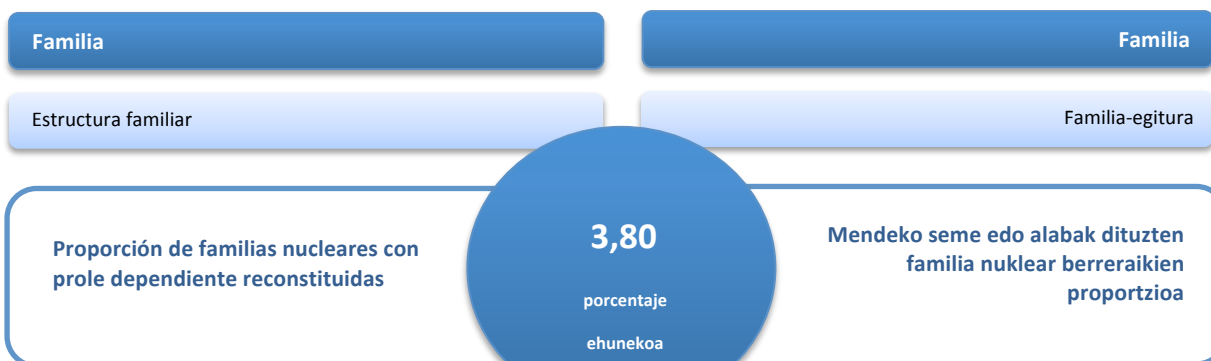 Familia
Familia
Estructura familiar
Familia-egitura
Proporción de familias nucleares con
prole dependiente reconstituidas
3,80
porcentaje
ehunekoa
Mendeko seme edo alabak dituzten
familia nuklear berreraikien
proportzioa